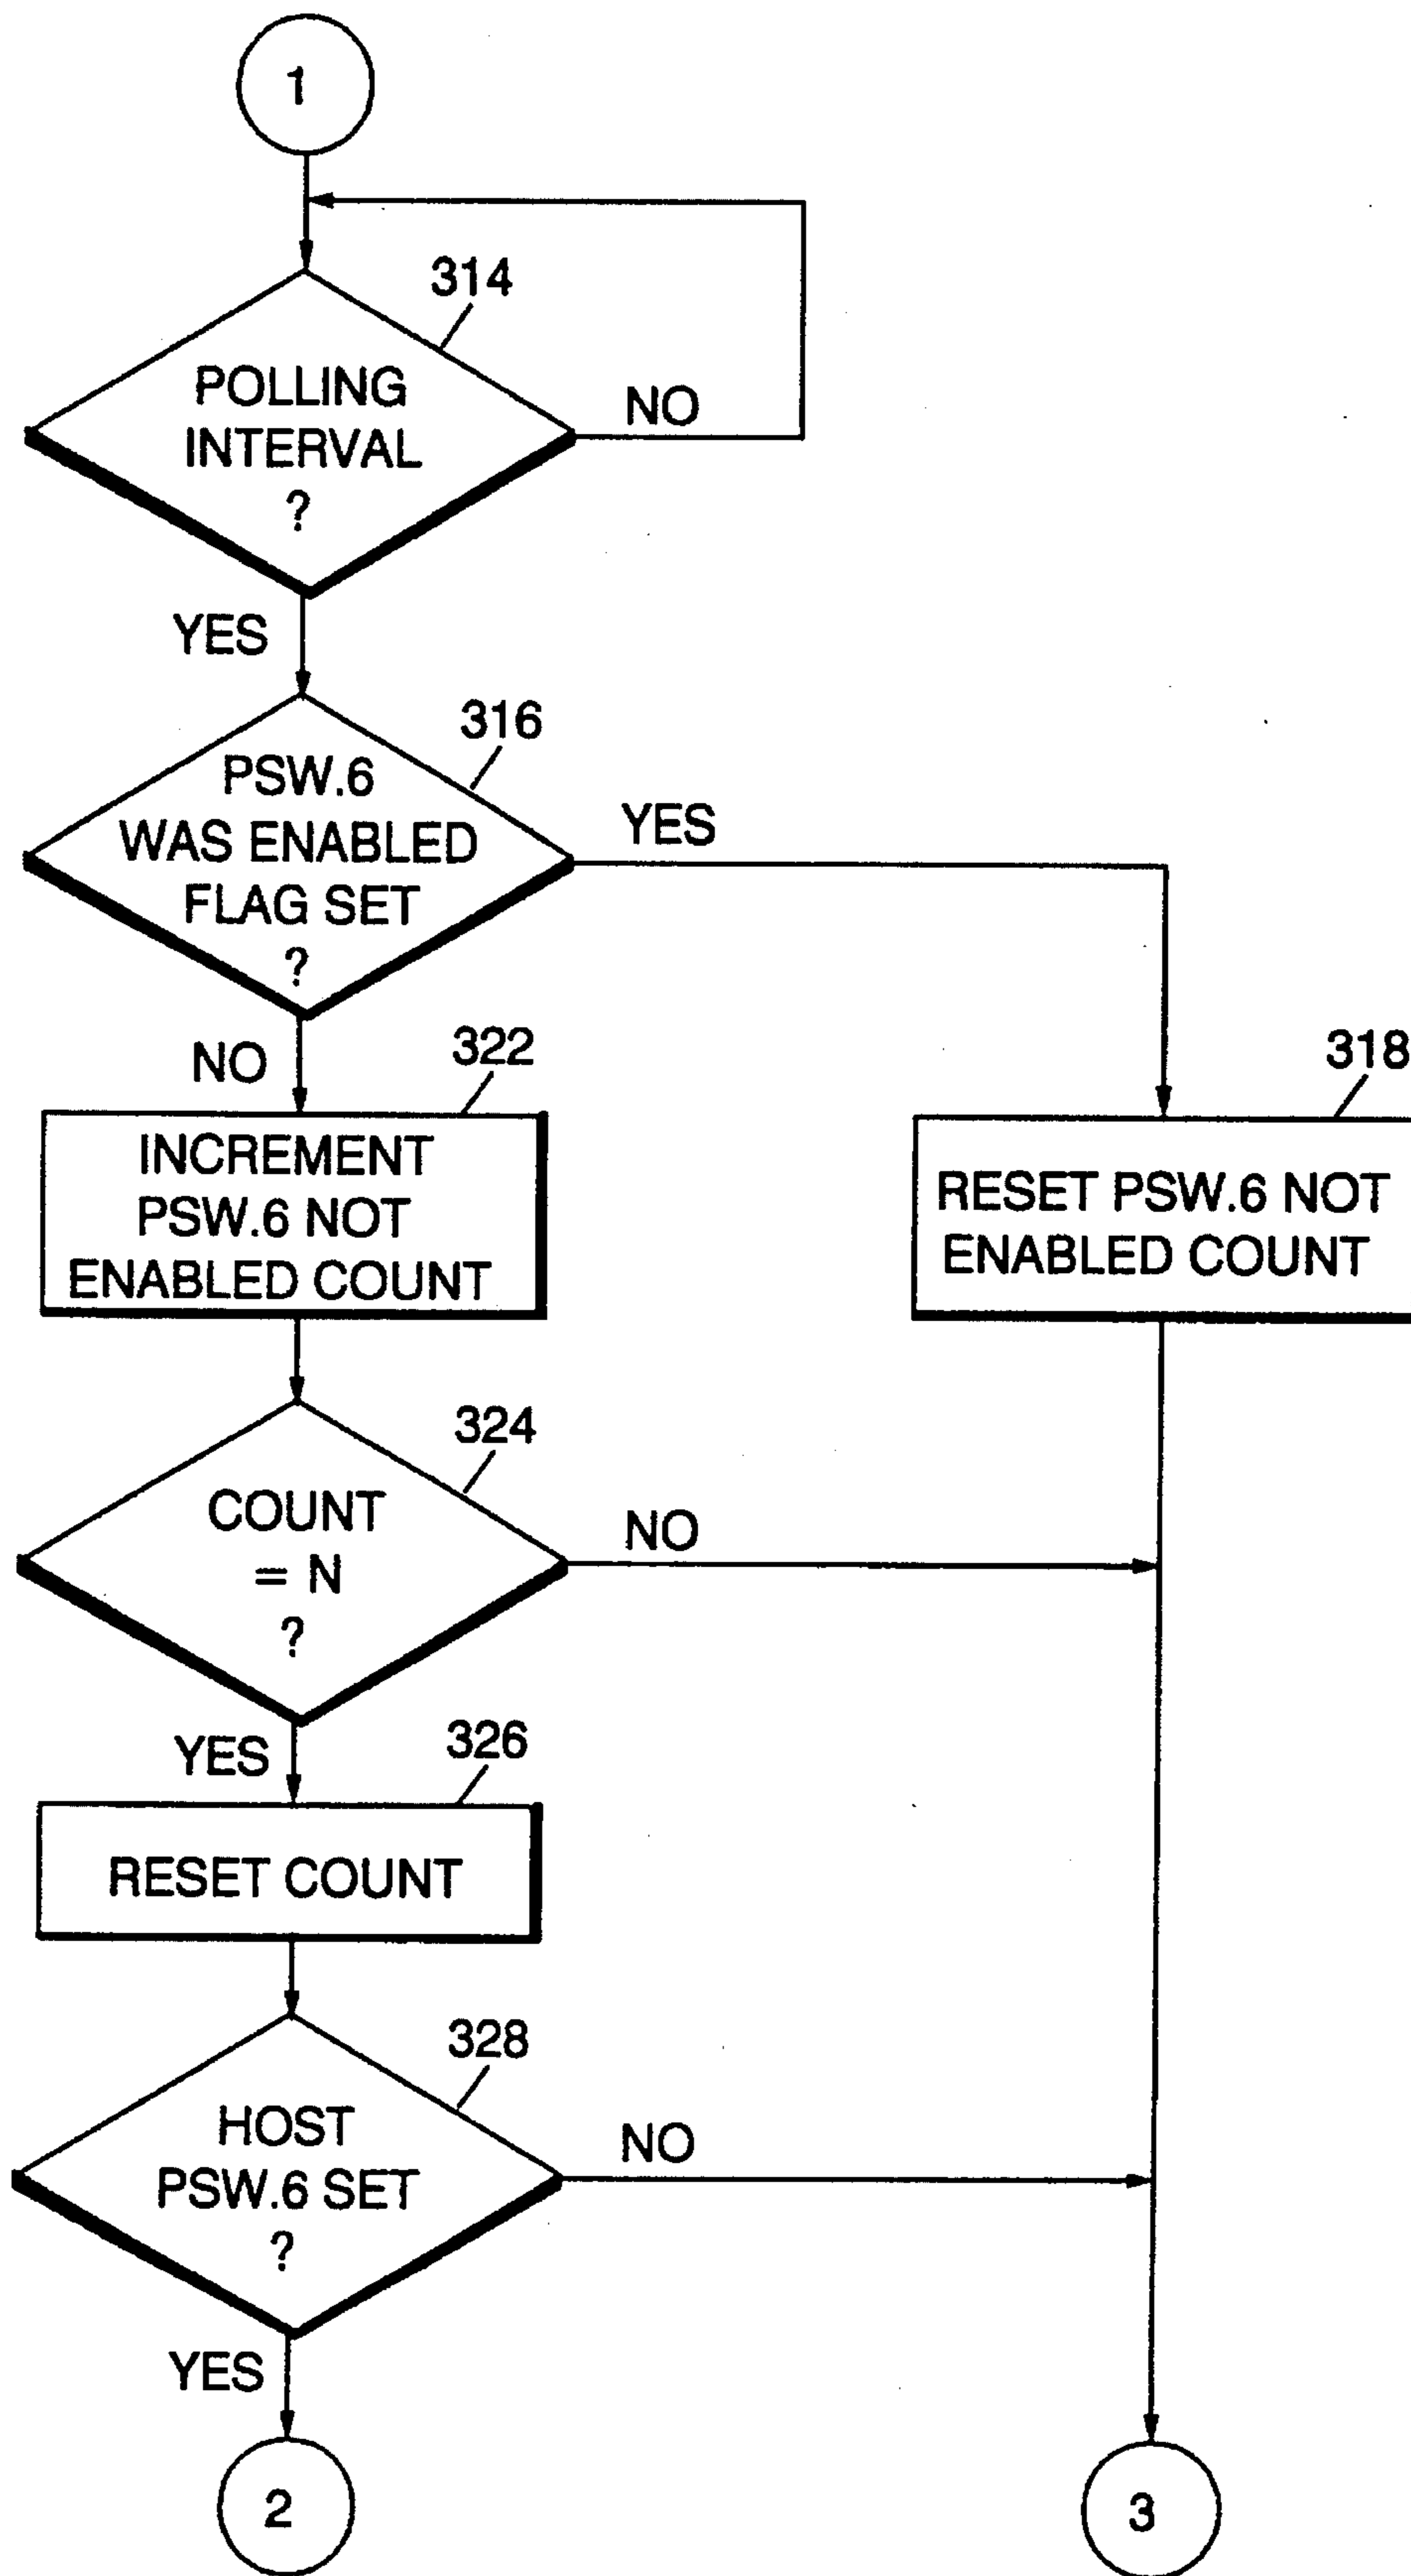 1
314
POLLING
INTERVAL
?
NO
YES
316
PSW.6
WAS ENABLED
FLAG SET
?
YES
NO
322
318
INCREMENT
PSW.6 NOT
ENABLED COUNT
RESET PSW.6 NOT
ENABLED COUNT
324
COUNT
= N
?
NO
YES
326
RESET COUNT
328
HOST
PSW.6 SET
?
NO
YES
2
3